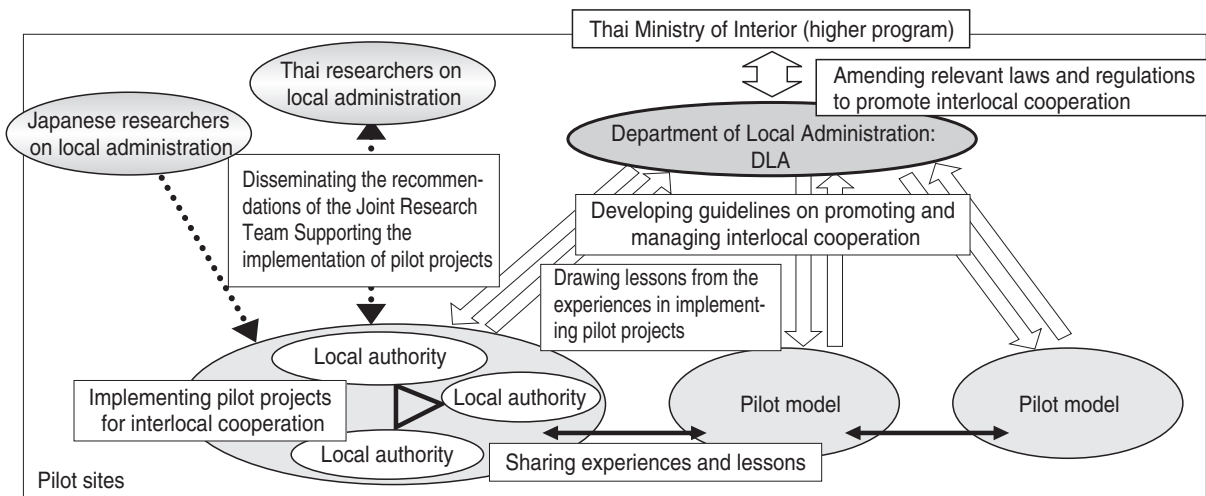 Thai Ministry of Interior (higher program)
Thai researchers on
local administration
Amending relevant laws and regulations
to promote interlocal cooperation
Japanese researchers
on local administration
Department of Local Administration:
DLA
Disseminating the recommen-
dations of the Joint Research
Team Supporting the
implementation of pilot projects
Developing guidelines on promoting and
managing interlocal cooperation
Drawing lessons from the
experiences in implement-
ing pilot projects
Local authority
Implementing pilot projects
for interlocal cooperation
Local authority
Local authority
Pilot model
Pilot model
Sharing experiences and lessons
Pilot sites